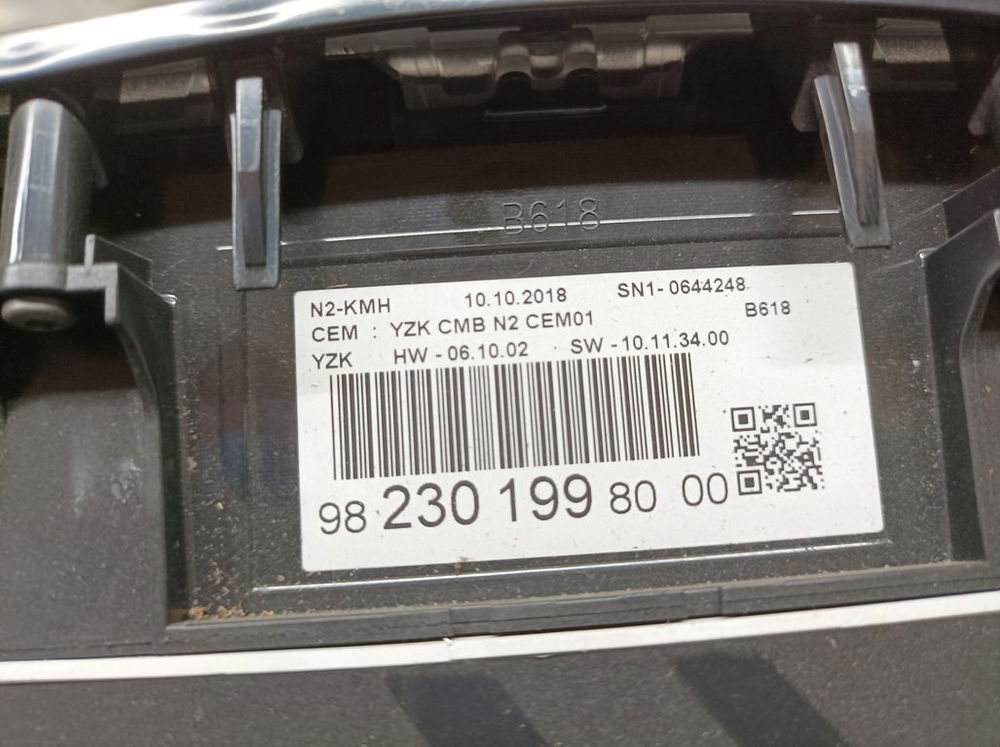 B618
N2-KMH 10.10.2018 SN1- 0644248
CEM : YZK CMB N2 CEM01 B618
YZK HW - 06.10.02 SW - 10.11.34.00
98 230 199 80 00